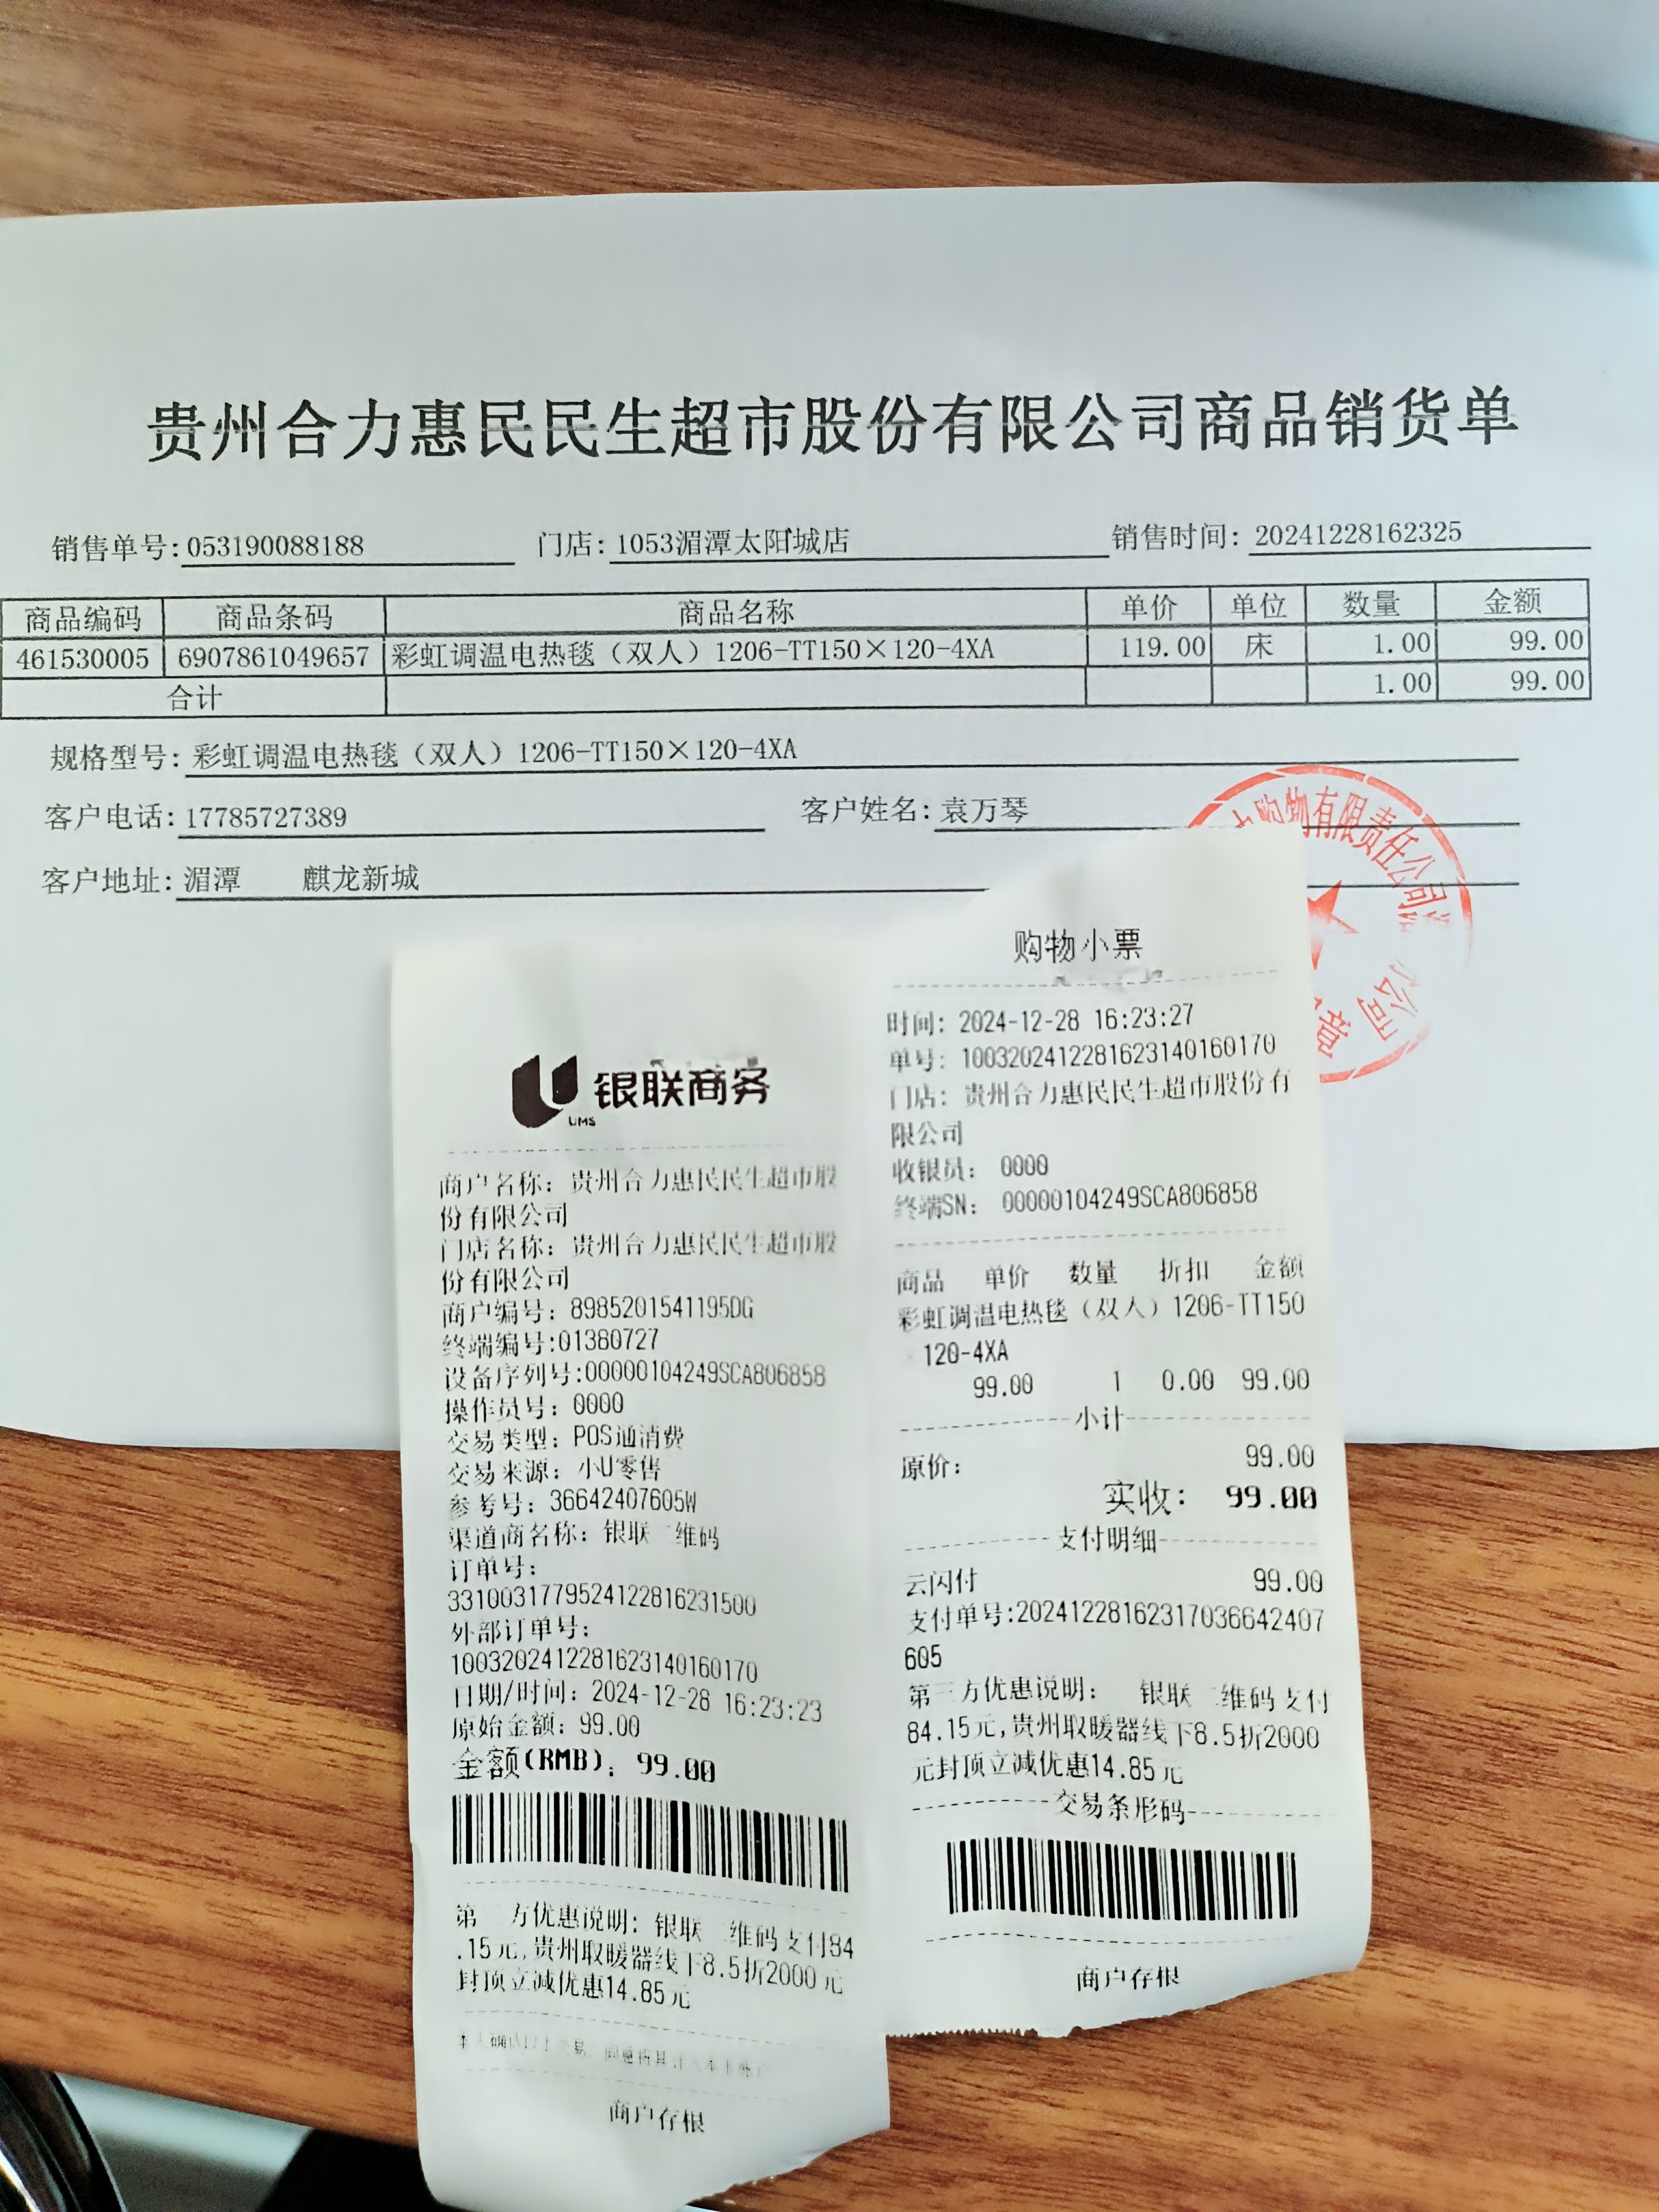 贵州合力惠民民生超市股份有限公司商品销货单
销售单号:053190088188 门店:1053湄潭太阳城店 销售时间:20241228162325
商品编码 商品条码 商品名称 单价 单位 数量 金额
461530005 6907861049657 彩虹调温电热毯（双人）1206-TT150×120-4XA 119.00 床 1.00 99.00
合计 1.00 99.00
规格型号:彩虹调温电热毯（双人）1206-TT150×120-4XA
客户电话:17785727389 客户姓名:袁万琴
客户地址:湄潭 麒龙新城
购物有限责任公司
公司
章
银联商务
UMS
商户名称：贵州合力惠民民生超市股
份有限公司
门店名称：贵州合力惠民民生超市股
份有限公司
商户编号：8985201541195DG
终端编号:01380727
设备序列号:00000104249SCA806858
操作员号：0000
交易类型：POS通消费
交易来源：小U零售
参考号：36642407605W
渠道商名称：银联二维码
订单号：
3310031779524122816231500
外部订单号：
10032024122816231401601​70
日期/时间：2024-12-28 16:23:23
原始金额：99.00
金额(RMB)：99.00
第三方优惠说明：银联二维码支付84
.15元,贵州取暖器线下8.5折2000元
封顶立减优惠14.85元
商户存根
购物小票
时间：2024-12-28 16:23:27
单号：1003202412281623140160170
门店：贵州合力惠民民生超市股份有
限公司
收银员： 0000
终端SN： 00000104249SCA806858
商品 单价 数量 折扣 金额
彩虹调温电热毯（双人）1206-TT150
120-4XA
99.00 1 0.00 99.00
小计
原价： 99.00
实收： 99.00
支付明细
云闪付 99.00
支付单号:20241228162317036642407
605
第三方优惠说明： 银联二维码支付
84.15元,贵州取暖器线下8.5折2000
元封顶立减优惠14.85元
交易条形码
商户存根